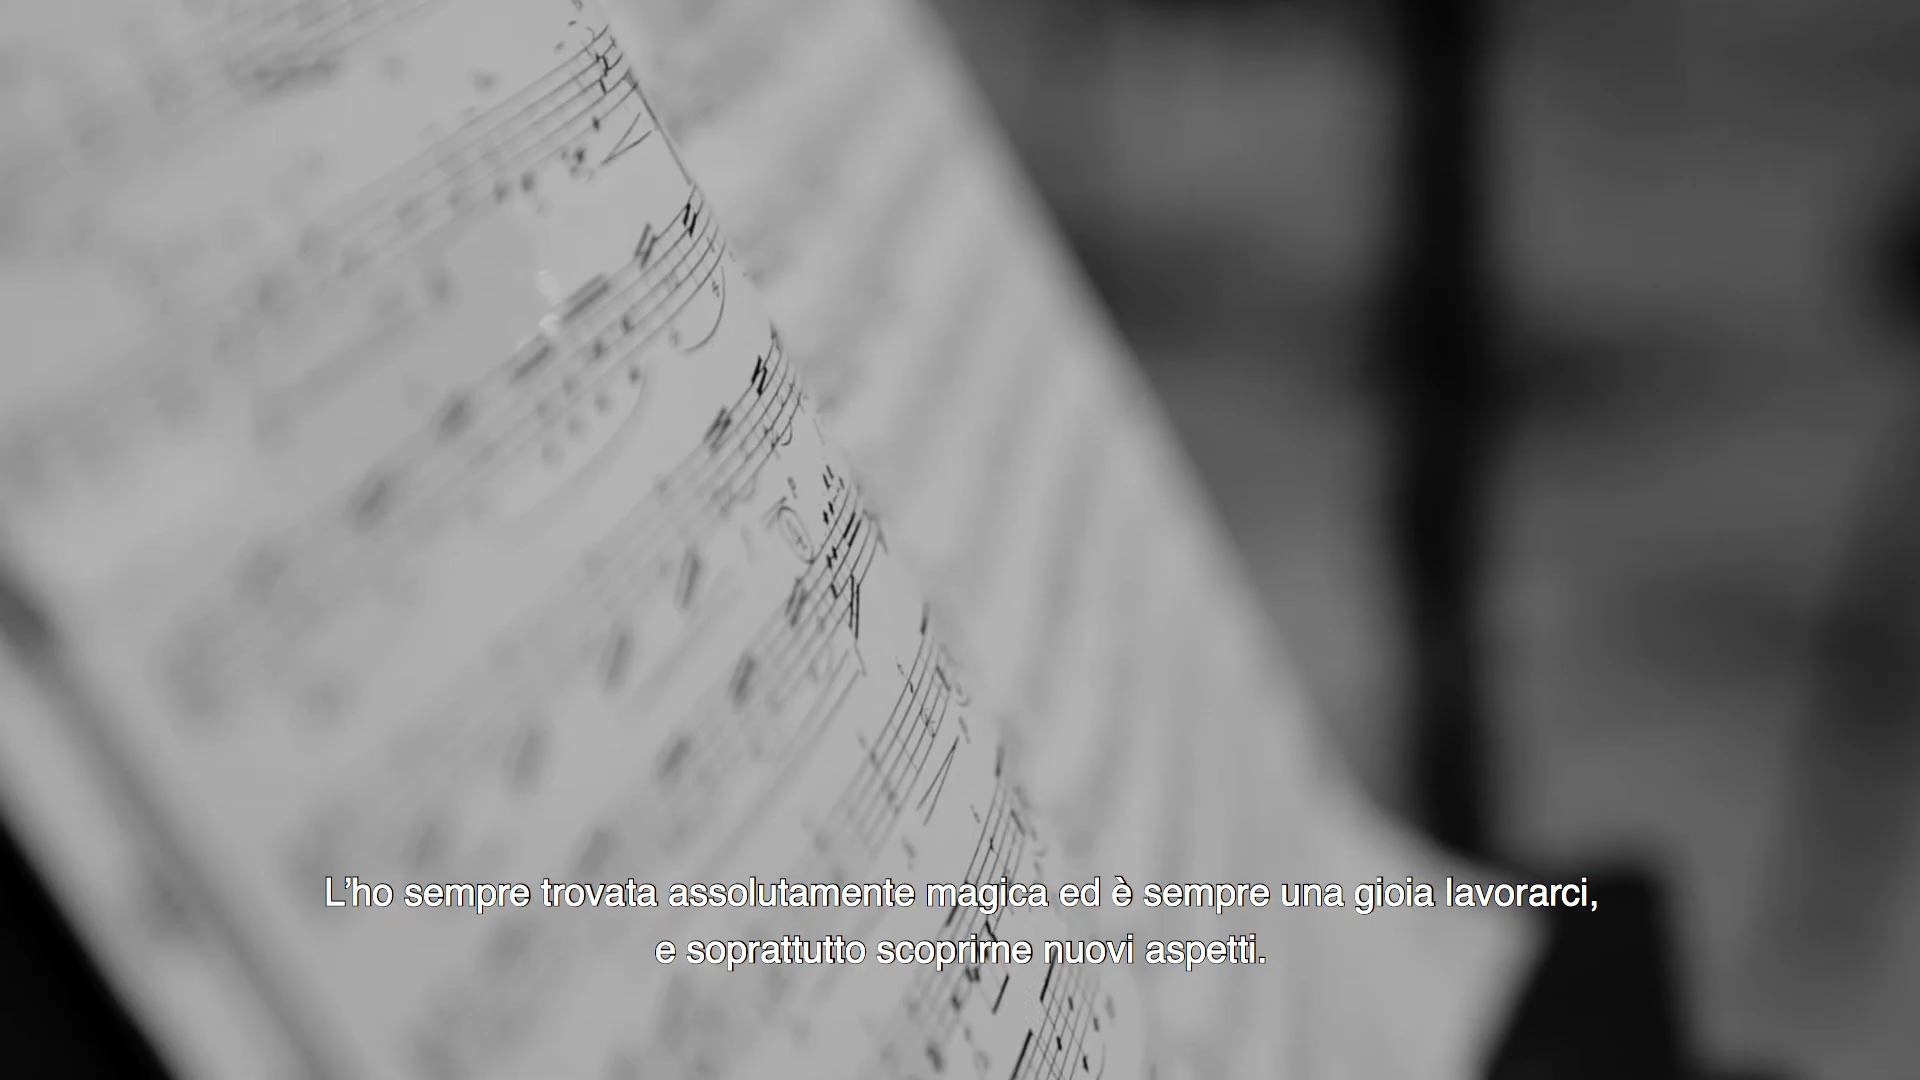 L’ho sempre trovata assolutamente magica ed è sempre una gioia lavorarci,
e soprattutto scoprirne nuovi aspetti.